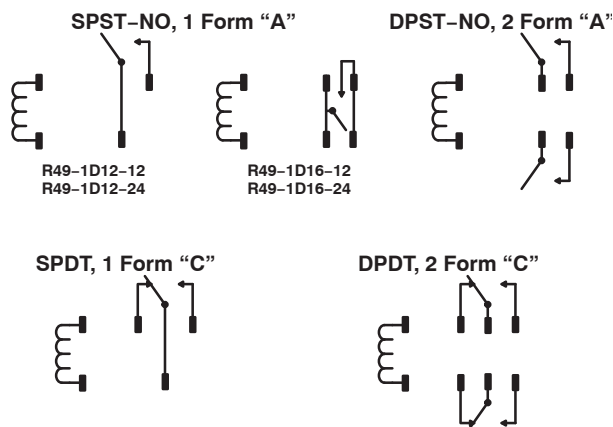 SPST–NO, 1 Form “A”
DPST–NO, 2 Form “A”
R49–1D12–12
R49–1D12–24
R49–1D16–12
R49–1D16–24
SPDT, 1 Form “C”
DPDT, 2 Form “C”